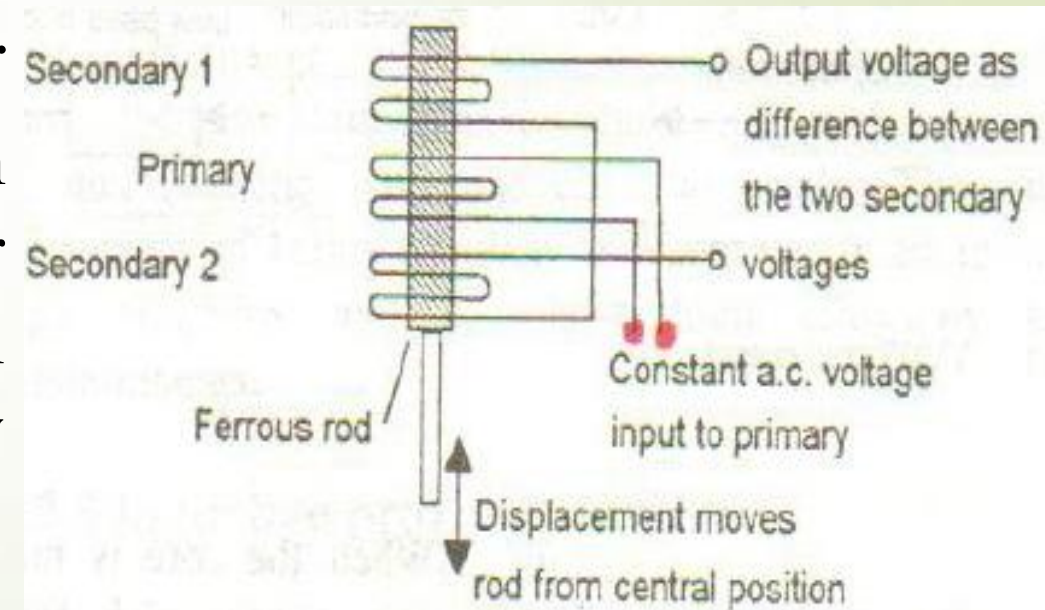 Secondary 1
Primary
Secondary 2
Output voltage as
difference between
the two secondary
voltages
Constant a.c. voltage
input to primary
Ferrous rod
Displacement moves
rod from central position